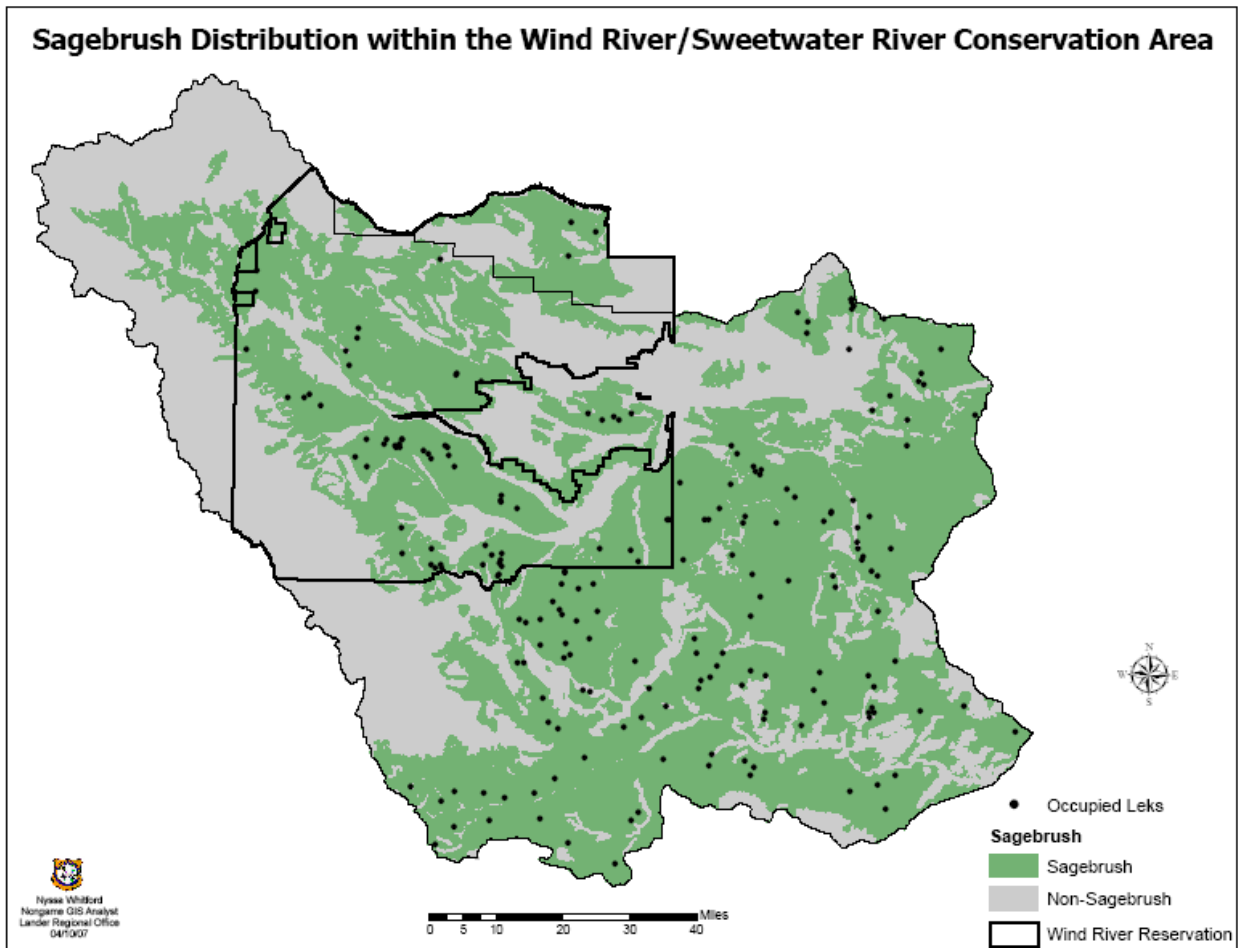 Sagebrush Distribution within the Wind River/Sweetwater River Conservation Area
N
W E
S
Occupied Leks
Sagebrush
Sagebrush
Non-Sagebrush
Wind River Reservation
Nyssa Whitford
Nongame GIS Analyst
Lander Regional Office
04/10/07
Miles
0 5 10 20 30 40